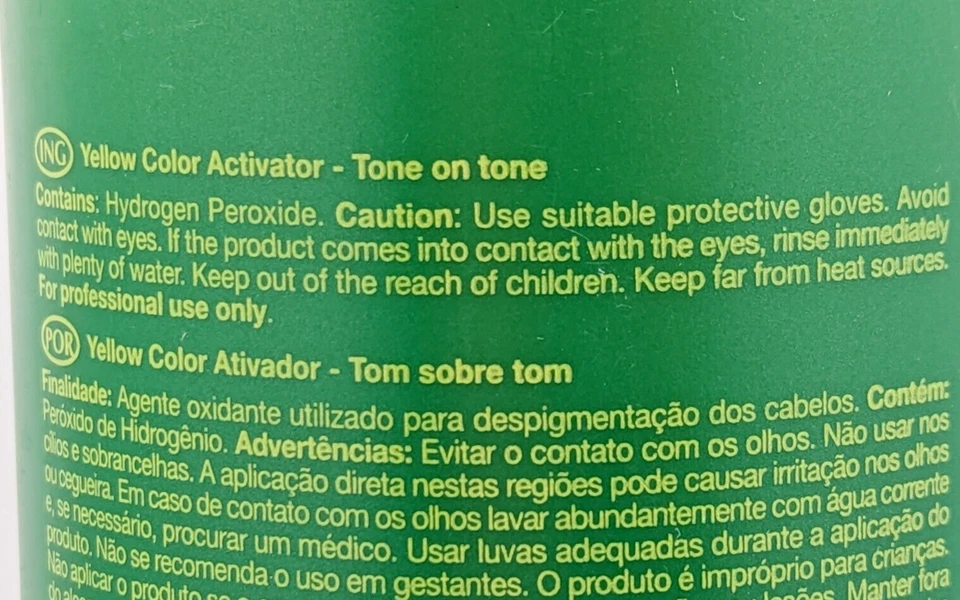 ING Yellow Color Activator - Tone on tone
Contains: Hydrogen Peroxide. Caution: Use suitable protective gloves. Avoid
contact with eyes. If the product comes into contact with the eyes, rinse immediately
with plenty of water. Keep out of the reach of children. Keep far from heat sources.
For professional use only.
POR Yellow Color Ativador - Tom sobre tom
Finalidade: Agente oxidante utilizado para despigmentação dos cabelos. Contém:
Peróxido de Hidrogênio. Advertências: Evitar o contato com os olhos. Não usar nos
cílios e sobrancelhas. A aplicação direta nestas regiões pode causar irritação nos olhos
ou cegueira. Em caso de contato com os olhos lavar abundantemente com água corrente
e, se necessário, procurar um médico. Usar luvas adequadas durante a aplicação do
produto. Não se recomenda o uso em gestantes. O produto é impróprio para crianças.
Não aplicar o produto se Manter fora